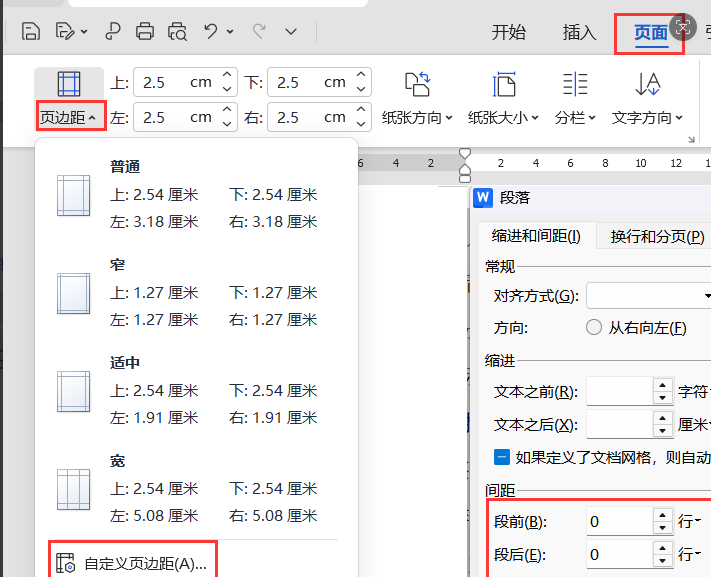 开始 插入 页面
页边距 上: 2.5 cm 下: 2.5 cm
左: 2.5 cm 右: 2.5 cm 纸张方向 纸张大小 分栏 文字方向
6 4 2 2 4 6 8 10 12
普通
上: 2.54 厘米 下: 2.54 厘米
左: 3.18 厘米 右: 3.18 厘米
窄
上: 1.27 厘米 下: 1.27 厘米
左: 1.27 厘米 右: 1.27 厘米
适中
上: 2.54 厘米 下: 2.54 厘米
左: 1.91 厘米 右: 1.91 厘米
宽
上: 2.54 厘米 下: 2.54 厘米
左: 5.08 厘米 右: 5.08 厘米
自定义页边距(A)...
W 段落
缩进和间距(I) 换行和分页(P)
常规
对齐方式(G):
方向: 从右向左(F)
缩进
文本之前(R): 字符
文本之后(X): 厘米
如果定义了文档网格，则自动
间距
段前(B): 0 行
段后(E): 0 行